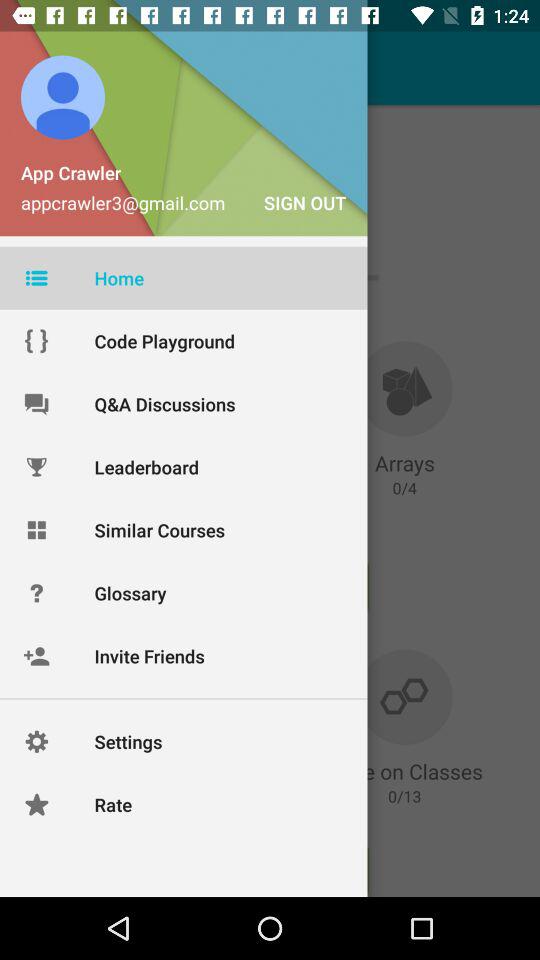 1:24
App Crawler
appcrawler3@gmail.com SIGN OUT
Home
Code Playground
Q&A Discussions
Leaderboard
Similar Courses
Glossary
Invite Friends
Settings
Rate
Arrays
0/4
e on Classes
0/13